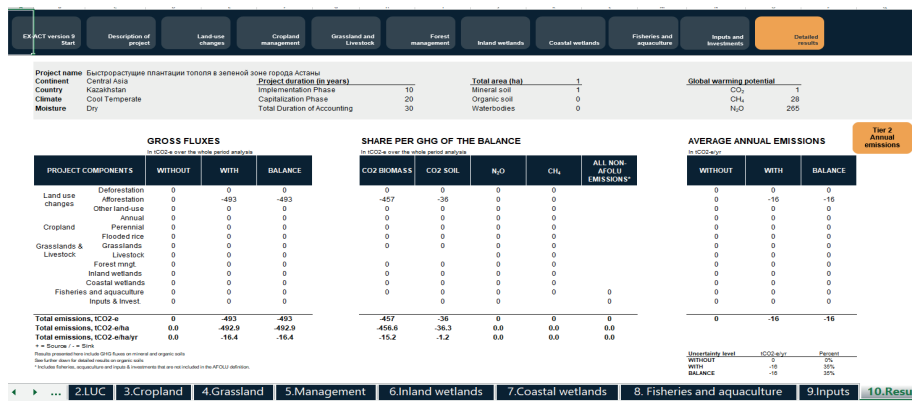 EX-ACT version 9 Start
Description of project
Land-use changes
Cropland management
Grassland and Livestock
Forest management
Inland wetlands
Coastal wetlands
Fisheries and aquaculture
Inputs and Investments
Detailed results
Project name Быстрорастущие плантации тополя в зеленой зоне города Астаны
Continent Central Asia Project duration (in years) Total area (ha) 1 Global warming potential
Country Kazakhstan Implementation Phase 10 Mineral soil 1 CO₂ 1
Climate Cool Temperate Capitalization Phase 20 Organic soil 0 CH₄ 28
Moisture Dry Total Duration of Accounting 30 Waterbodies 0 N₂O 265
Tier 2 Annual emissions
GROSS FLUXES SHARE PER GHG OF THE BALANCE AVERAGE ANNUAL EMISSIONS
In tCO2-e over the whole period analysis In tCO2-e over the whole period analysis In tCO2-e/yr
PROJECT COMPONENTS WITHOUT WITH BALANCE CO2 BIOMASS CO2 SOIL N₂O CH₄ ALL NON-AFOLU EMISSIONS* WITHOUT WITH BALANCE
Land use changes
Deforestation 0 0 0 0 0 0 0 0 0 0
Afforestation 0 -493 -493 -457 -36 0 0 0 -16 -16
Other land-use 0 0 0 0 0 0 0 0 0 0
Cropland
Annual 0 0 0 0 0 0 0 0 0 0
Perennial 0 0 0 0 0 0 0 0 0 0
Flooded rice 0 0 0 0 0 0 0 0 0 0
Grasslands & Livestock
Grasslands 0 0 0 0 0 0 0 0 0 0
Livestock 0 0 0 0 0 0 0 0
Forest mngt. 0 0 0 0 0 0 0 0 0 0
Inland wetlands 0 0 0 0 0 0 0 0 0 0
Coastal wetlands 0 0 0 0 0 0 0 0 0 0
Fisheries and aquaculture 0 0 0 0 0 0 0 0 0 0 0
Inputs & Invest. 0 0 0 0 0 0 0 0 0
Total emissions, tCO2-e 0 -493 -493 -457 -36 0 0 0 0 -16 -16
Total emissions, tCO2-e/ha 0.0 -492.9 -492.9 -456.6 -36.3 0.0 0.0 0.0
Total emissions, tCO2-e/ha/yr 0.0 -16.4 -16.4 -15.2 -1.2 0.0 0.0 0.0
+ = Source / - = Sink
Results presented here include GHG fluxes on mineral and organic soils
See further down for detailed results on organic soils
* Includes fisheries, aquaculture and inputs & investments that are not included in the AFOLU definition.
Uncertainty level tCO2-e/yr Percent
WITHOUT 0 0%
WITH -16 35%
BALANCE -16 35%
... 2.LUC 3.Cropland 4.Grassland 5.Management 6.Inland wetlands 7.Coastal wetlands 8. Fisheries and aquaculture 9.Inputs 10.Resu